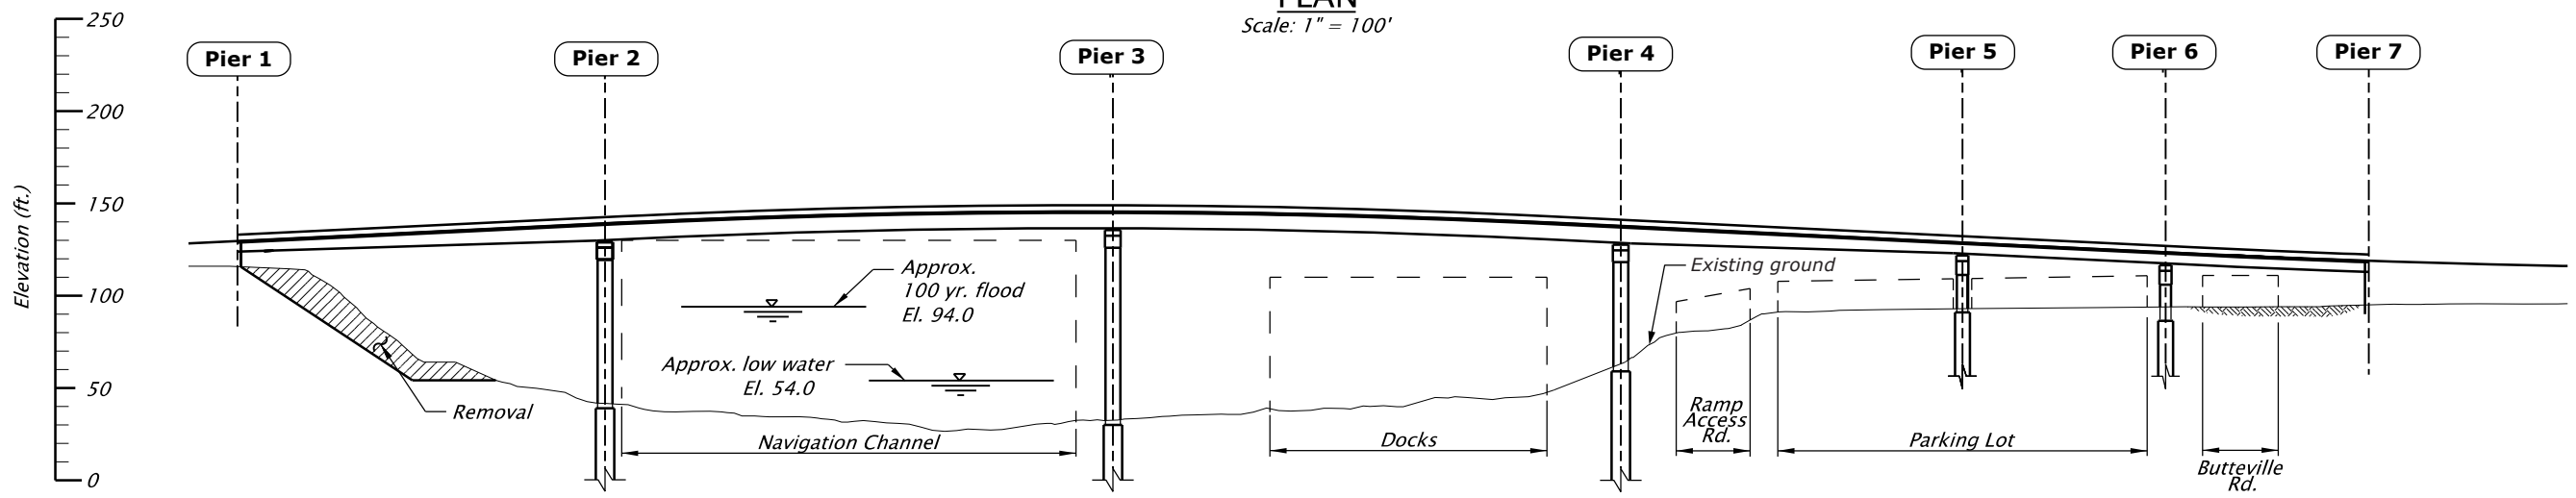 PLAN
Scale: 1" = 100'
250
200
150
100
50
0
Elevation (ft.)
Pier 1
Pier 2
Pier 3
Pier 4
Pier 5
Pier 6
Pier 7
Approx.
100 yr. flood
El. 94.0
Approx. low water
El. 54.0
Existing ground
Removal
Navigation Channel
Docks
Ramp
Access
Rd.
Parking Lot
Butteville
Rd.